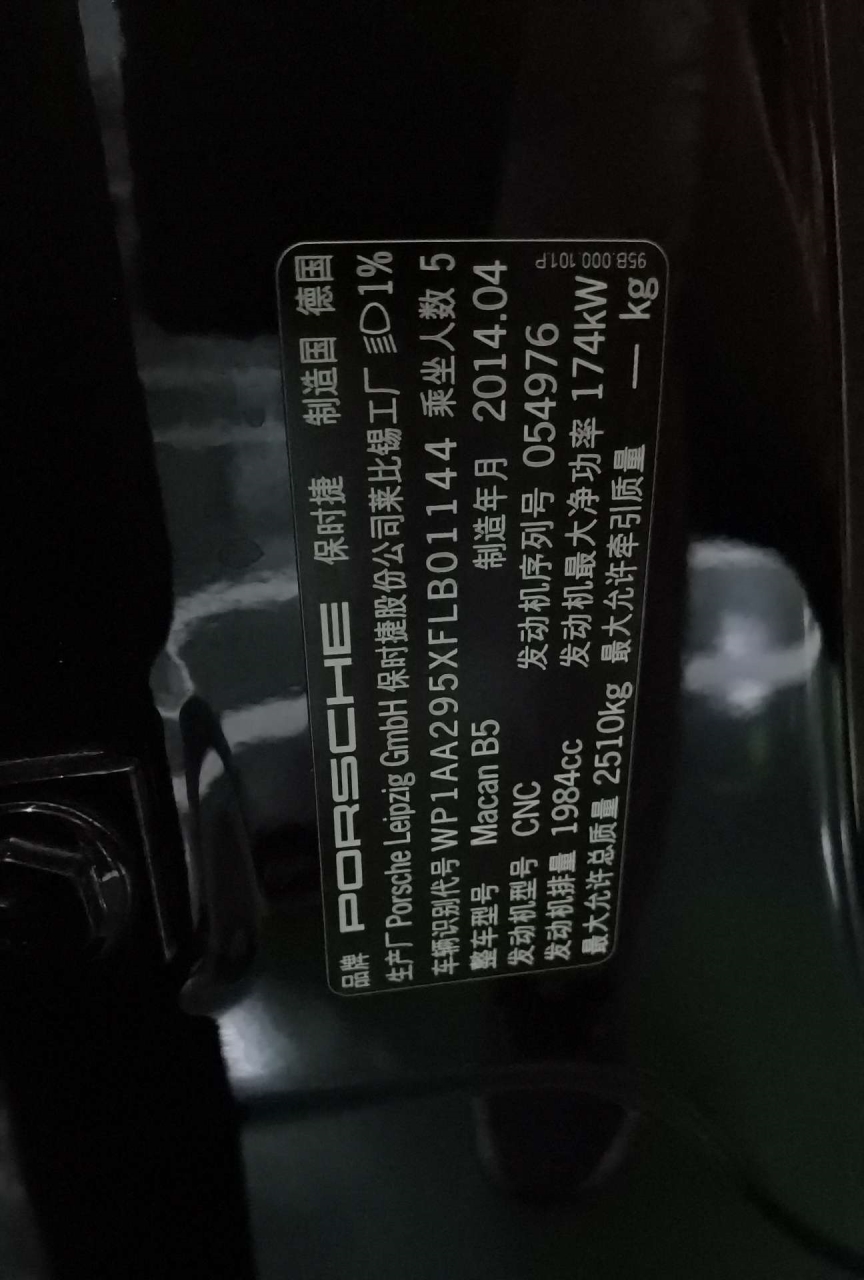 品牌 PORSCHE 保时捷 制造国 德国
生产厂 Porsche Leipzig GmbH 保时捷股份公司莱比锡工厂 1%
车辆识别代号 WP1AA295XFLB01144 乘坐人数 5
整车型号 Macan B5 制造年月 2014.04
发动机型号 CNC 发动机序列号 054976
发动机排量 1984cc 发动机最大净功率 174kW
最大允许总质量 2510kg 最大允许牵引质量 — kg
95B.000.101.P